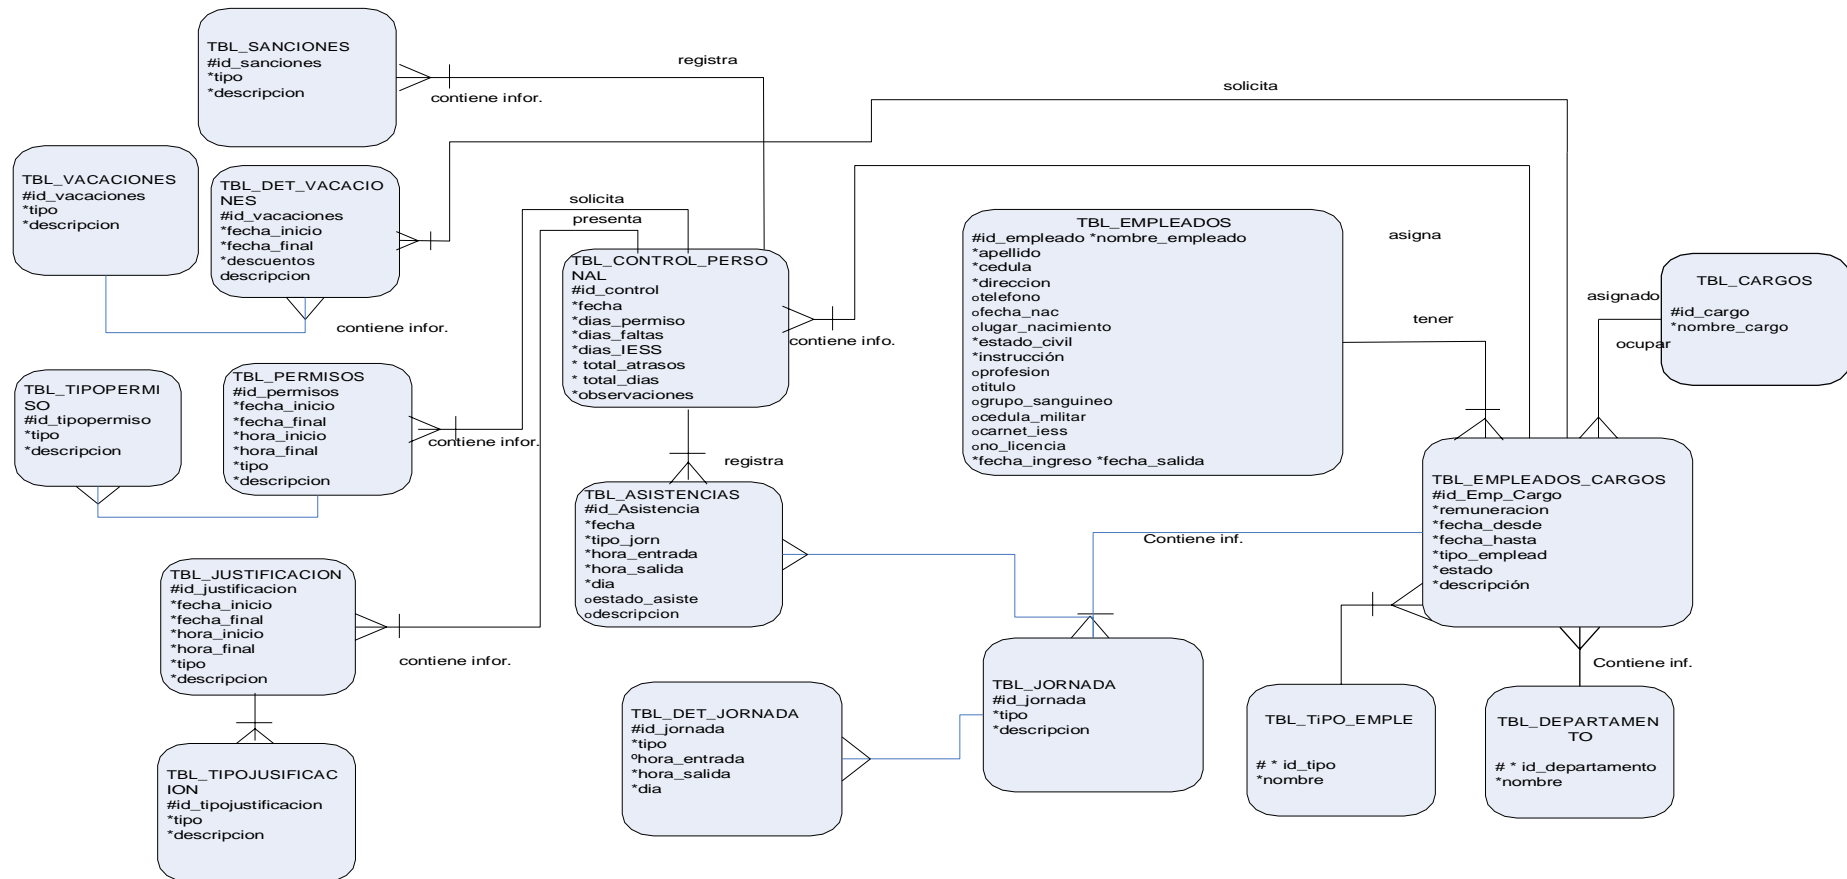 TBL_SANCIONES
#id_sanciones
*tipo
*descripcion
registra
contiene infor.
solicita
TBL_VACACIONES
#id_vacaciones
*tipo
*descripcion
TBL_DET_VACACIO
NES
#id_vacaciones
*fecha_inicio
*fecha_final
*descuentos
descripcion
contiene infor.
solicita
presenta
TBL_CONTROL_PERSO
NAL
#id_control
*fecha
*dias_permiso
*dias_faltas
*dias_IESS
* total_atrasos
* total_dias
*observaciones
contiene info.
TBL_EMPLEADOS
#id_empleado *nombre_empleado
*apellido
*cedula
*direccion
otelefono
ofecha_nac
olugar_nacimiento
*estado_civil
*instrucción
oprofesion
otitulo
ogrupo_sanguineo
ocedula_militar
ocarnet_iess
ono_licencia
*fecha_ingreso *fecha_salida
asigna
tener
asignado
ocupar
TBL_CARGOS
#id_cargo
*nombre_cargo
TBL_TIPOPERMI
SO
#id_tipopermiso
*tipo
*descripcion
TBL_PERMISOS
#id_permisos
*fecha_inicio
*fecha_final
*hora_inicio
*hora_final
*tipo
*descripcion
contiene infor.
registra
TBL_ASISTENCIAS
#id_Asistencia
*fecha
*tipo_jorn
*hora_entrada
*hora_salida
*dia
oestado_asiste
odescripcion
TBL_EMPLEADOS_CARGOS
#id_Emp_Cargo
*remuneracion
*fecha_desde
*fecha_hasta
*tipo_emplead
*estado
*descripción
Contiene inf.
TBL_JUSTIFICACION
#id_justificacion
*fecha_inicio
*fecha_final
*hora_inicio
*hora_final
*tipo
*descripcion
contiene infor.
TBL_TIPOJUSIFICAC
ION
#id_tipojustificacion
*tipo
*descripcion
TBL_DET_JORNADA
#id_jornada
*tipo
ºhora_entrada
*hora_salida
*dia
TBL_JORNADA
#id_jornada
*tipo
*descripcion
Contiene inf.
TBL_TiPO_EMPLE
# * id_tipo
*nombre
TBL_DEPARTAMEN
TO
# * id_departamento
*nombre